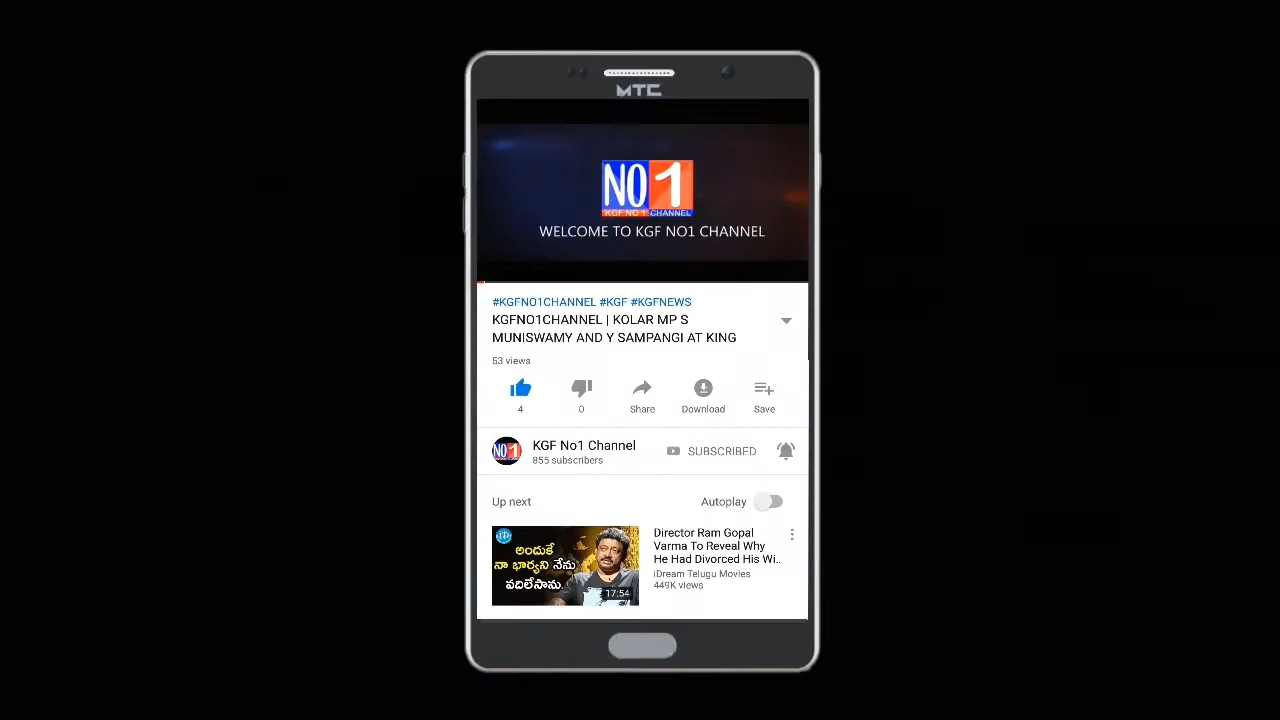 MTC
NO1
KGF NO 1 CHANNEL
WELCOME TO KGF NO1 CHANNEL
#KGFNO1CHANNEL #KGF #KGFNEWS
KGFNO1CHANNEL | KOLAR MP S
MUNISWAMY AND Y SAMPANGI AT KING
53 views
4
0
Share
Download
Save
NO1
KGF No1 Channel
855 subscribers
SUBSCRIBED
Up next
Autoplay
అందుకే
నా భార్యని నేను
వదిలేసాను..
17:54
Director Ram Gopal
Varma To Reveal Why
He Had Divorced His Wi..
iDream Telugu Movies
449K views